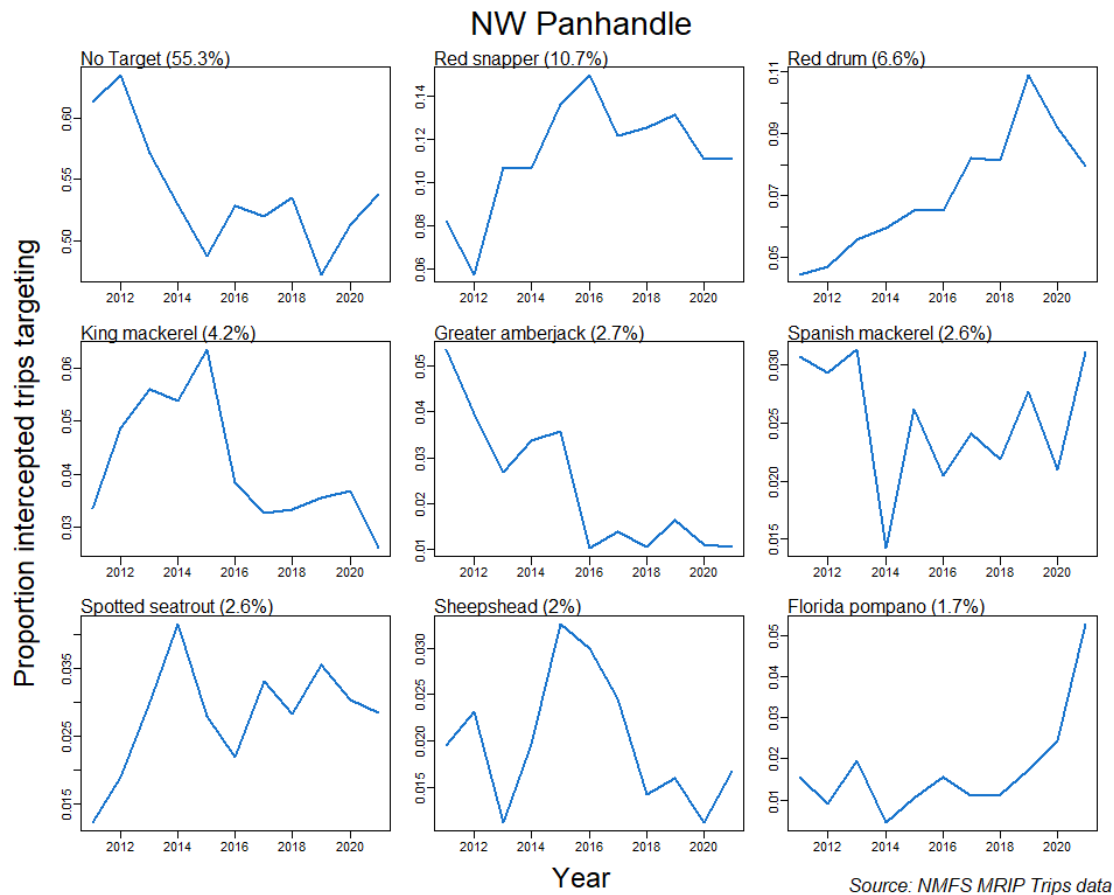 NW Panhandle
No Target (55.3%)
Red snapper (10.7%)
Red drum (6.6%)
0.50 0.55 0.60
0.06 0.08 0.10 0.12 0.14
0.05 0.07 0.09 0.11
2012 2014 2016 2018 2020
2012 2014 2016 2018 2020
2012 2014 2016 2018 2020
King mackerel (4.2%)
Greater amberjack (2.7%)
Spanish mackerel (2.6%)
0.03 0.04 0.05 0.06
0.01 0.02 0.03 0.04 0.05
0.015 0.020 0.025 0.030
2012 2014 2016 2018 2020
2012 2014 2016 2018 2020
2012 2014 2016 2018 2020
Spotted seatrout (2.6%)
Sheepshead (2%)
Florida pompano (1.7%)
0.015 0.025 0.035
0.015 0.020 0.025 0.030
0.01 0.02 0.03 0.04 0.05
2012 2014 2016 2018 2020
2012 2014 2016 2018 2020
2012 2014 2016 2018 2020
Proportion intercepted trips targeting
Year
Source: NMFS MRIP Trips data